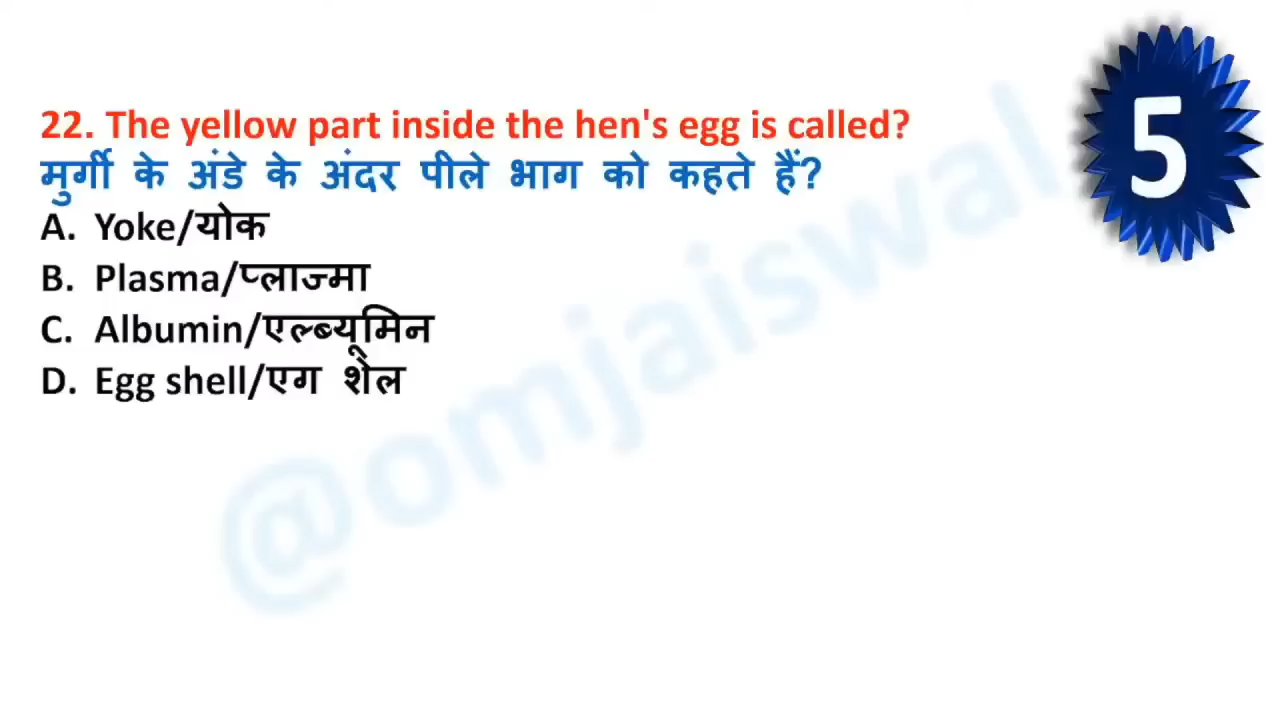 22. The yellow part inside the hen's egg is called?
मुर्गी के अंडे के अंदर पीले भाग को कहते हैं?
A. Yoke/योक
B. Plasma/प्लाज्मा
C. Albumin/एल्ब्यूमिन
D. Egg shell/एग शेल
5
@omjaiswal